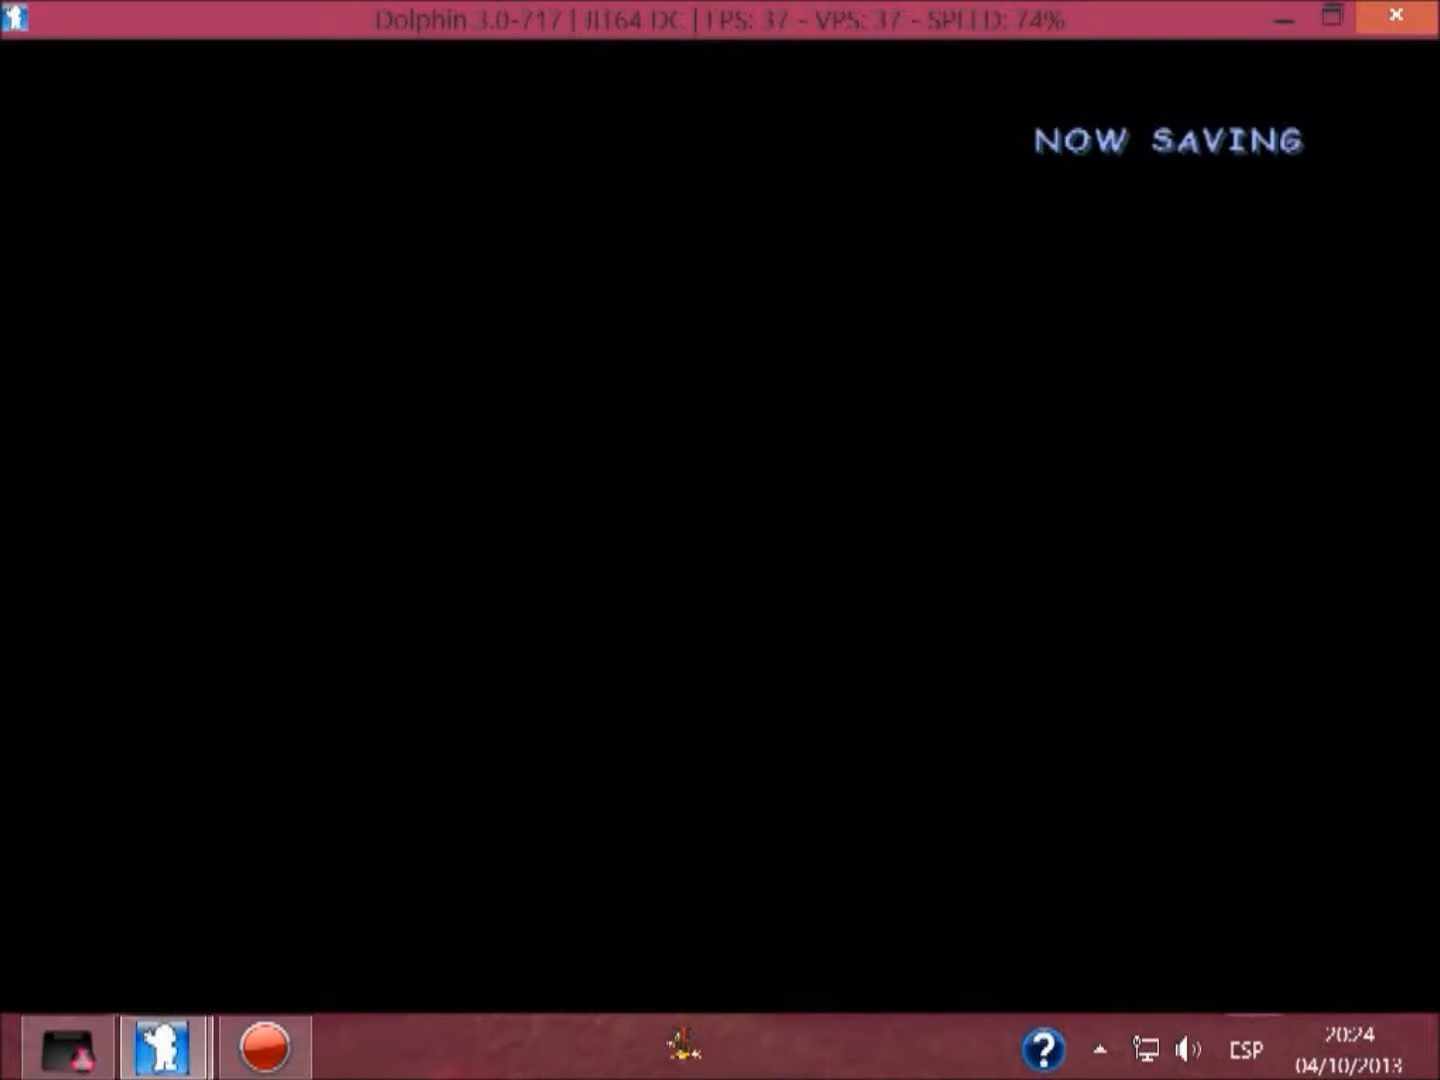 Dolphin 3.0-717 | JIT64 DC | FPS: 37 - VPS: 37 - SPEED: 74%
NOW SAVING
ESP
20:24
04/10/2013